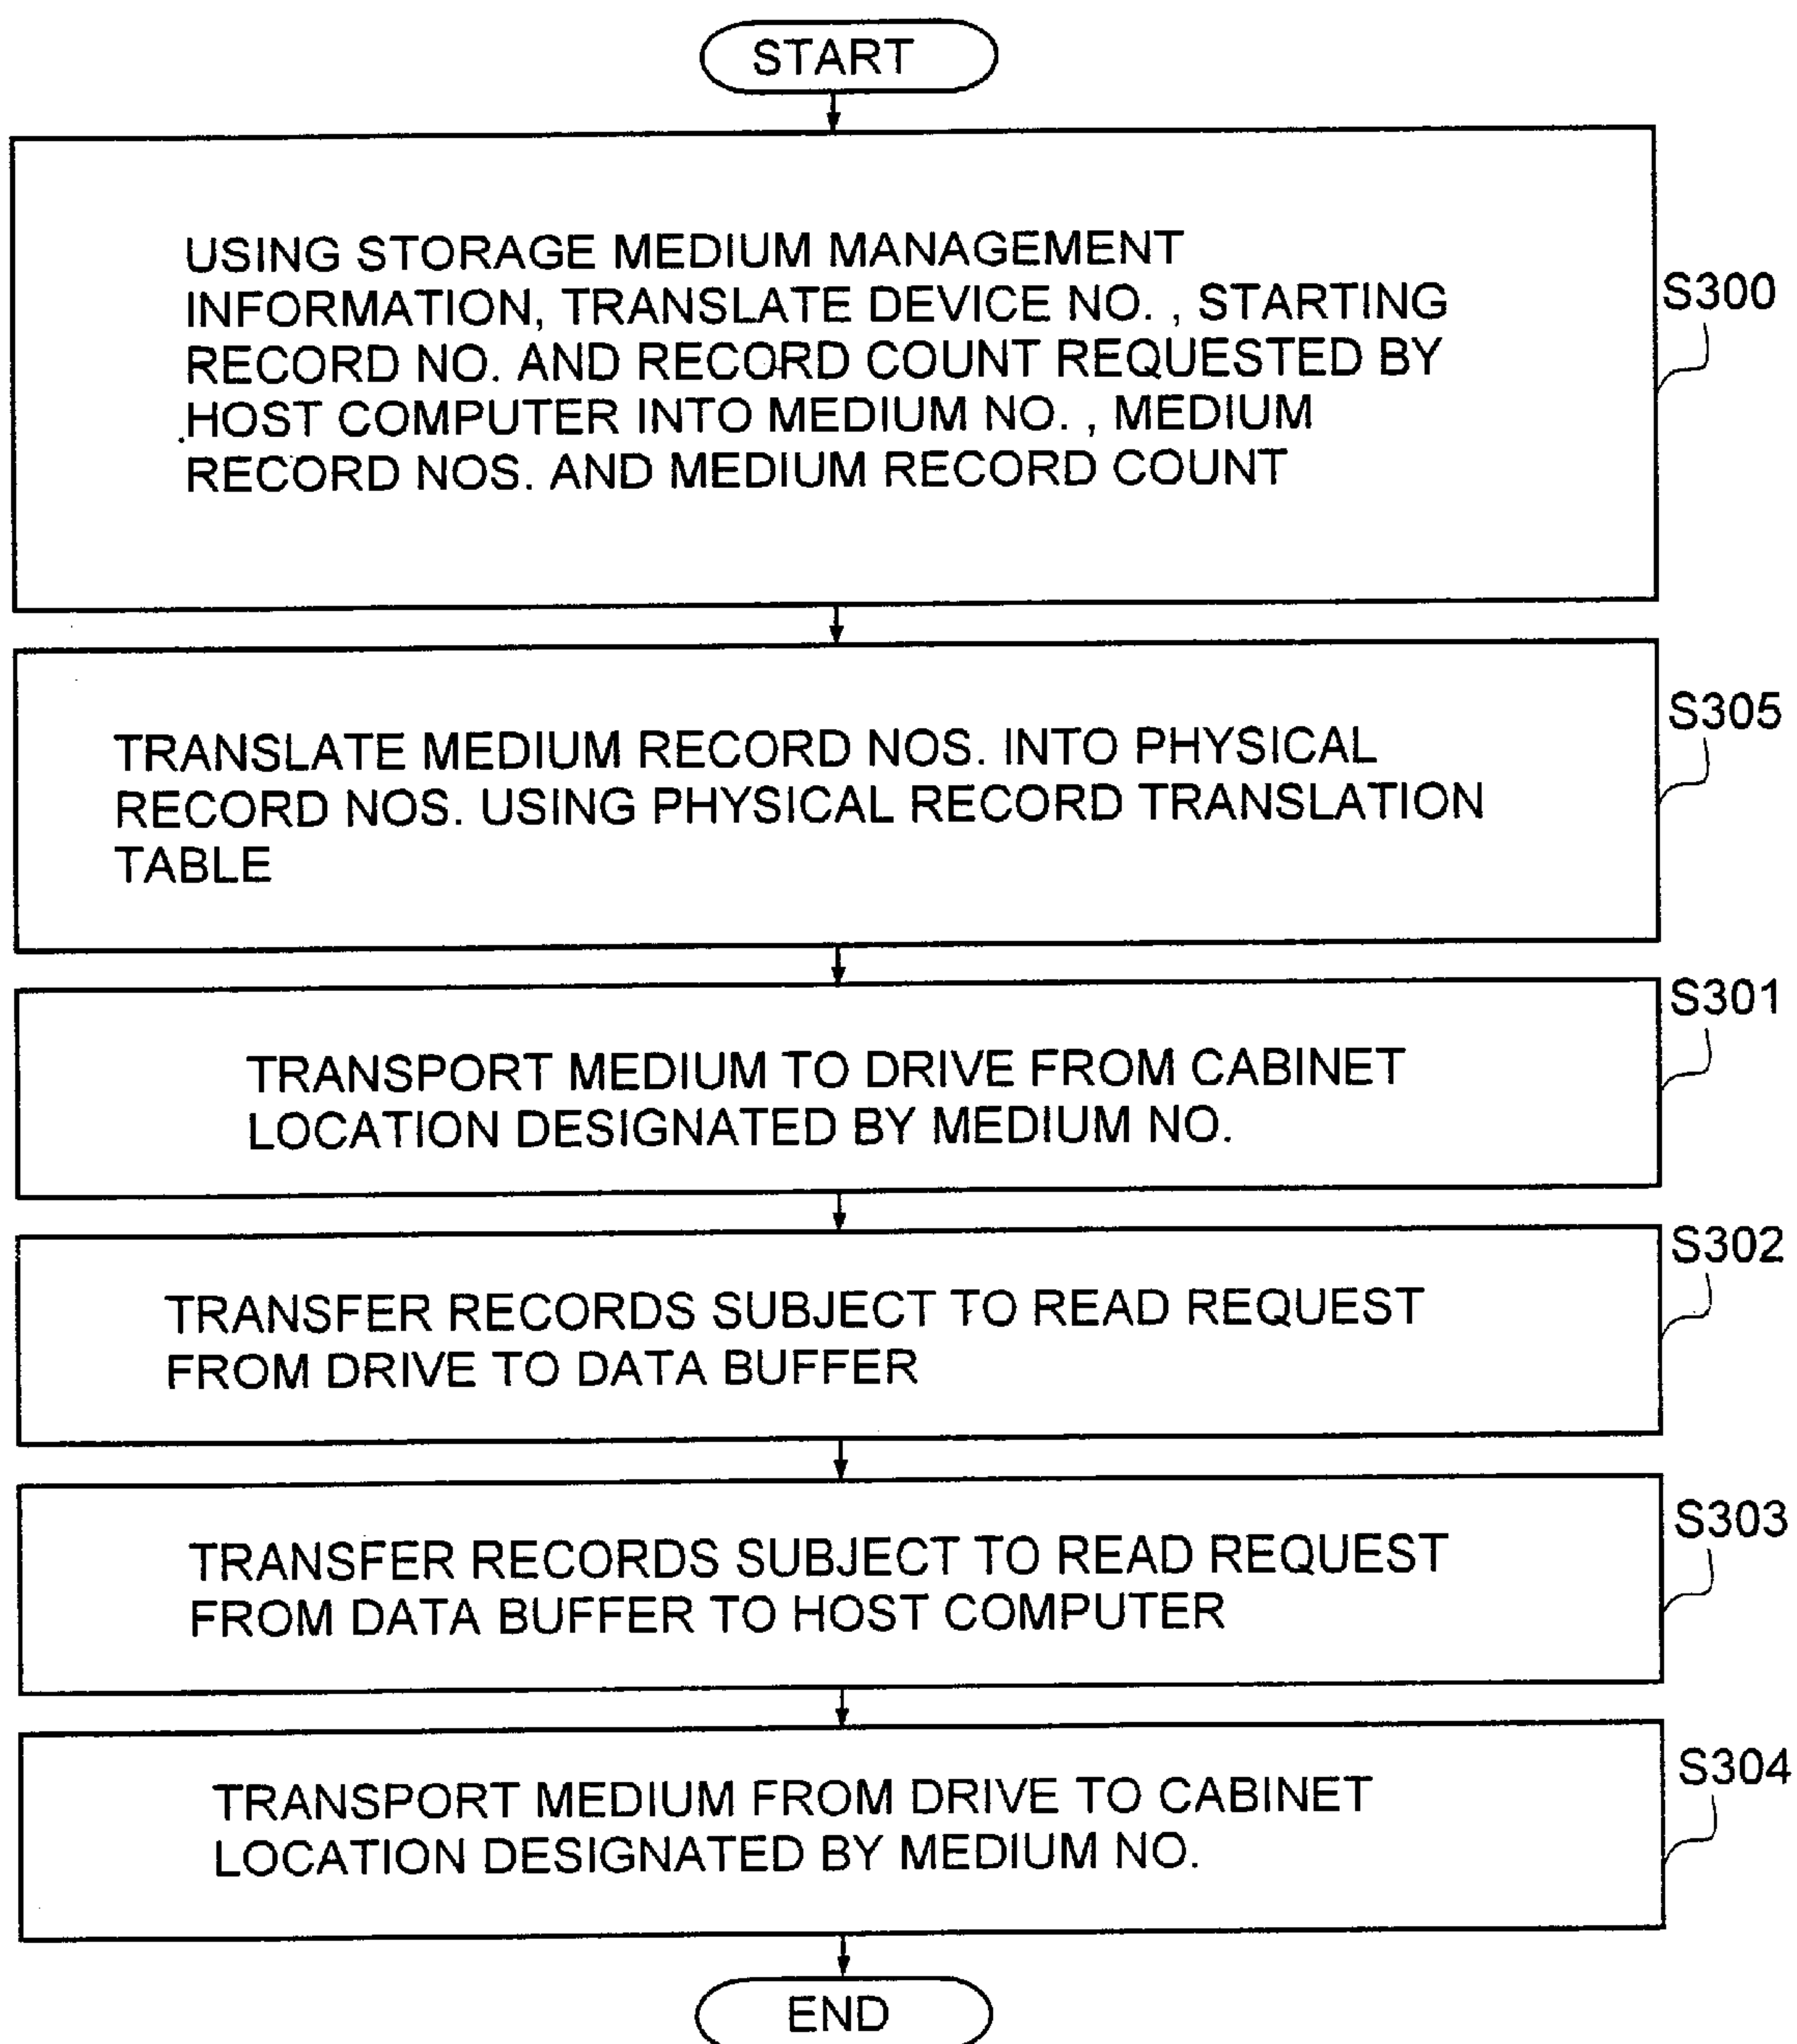 START
USING STORAGE MEDIUM MANAGEMENT
INFORMATION, TRANSLATE DEVICE NO. , STARTING
RECORD NO. AND RECORD COUNT REQUESTED BY
HOST COMPUTER INTO MEDIUM NO. , MEDIUM
RECORD NOS. AND MEDIUM RECORD COUNT
S300
TRANSLATE MEDIUM RECORD NOS. INTO PHYSICAL
RECORD NOS. USING PHYSICAL RECORD TRANSLATION
TABLE
S305
TRANSPORT MEDIUM TO DRIVE FROM CABINET
LOCATION DESIGNATED BY MEDIUM NO.
S301
TRANSFER RECORDS SUBJECT TO READ REQUEST
FROM DRIVE TO DATA BUFFER
S302
TRANSFER RECORDS SUBJECT TO READ REQUEST
FROM DATA BUFFER TO HOST COMPUTER
S303
TRANSPORT MEDIUM FROM DRIVE TO CABINET
LOCATION DESIGNATED BY MEDIUM NO.
S304
END